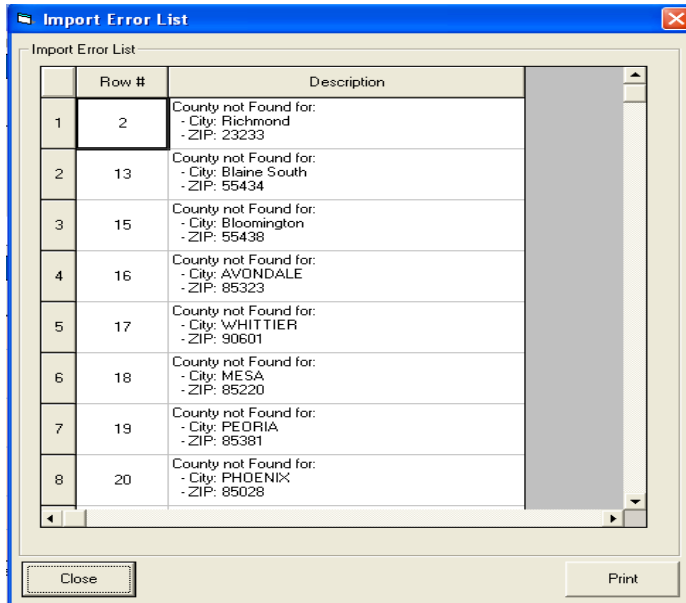 Import Error List
Import Error List
Row # Description
1 2 County not Found for:
- City: Richmond
- ZIP: 23233
2 13 County not Found for:
- City: Blaine South
- ZIP: 55434
3 15 County not Found for:
- City: Bloomington
- ZIP: 55438
4 16 County not Found for:
- City: AVONDALE
- ZIP: 85323
5 17 County not Found for:
- City: WHITTIER
- ZIP: 90601
6 18 County not Found for:
- City: MESA
- ZIP: 85220
7 19 County not Found for:
- City: PEORIA
- ZIP: 85381
8 20 County not Found for:
- City: PHOENIX
- ZIP: 85028
Close Print